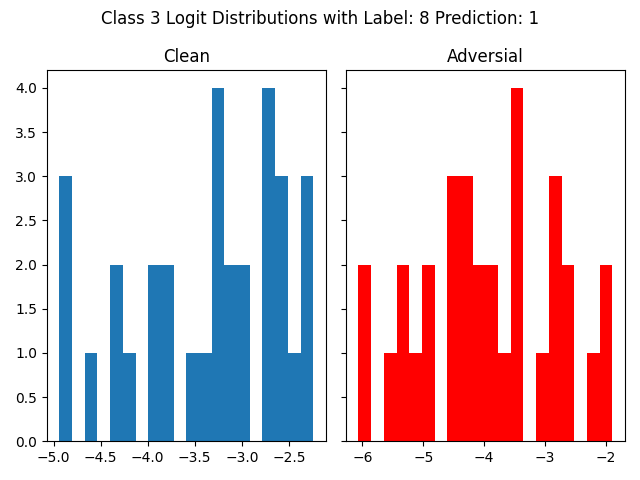 Class 3 Logit Distributions with Label: 8 Prediction: 1
Clean
Adversial
4.0
3.5
3.0
2.5
2.0
1.5
1.0
0.5
0.0
−5.0 −4.5 −4.0 −3.5 −3.0 −2.5
−6 −5 −4 −3 −2